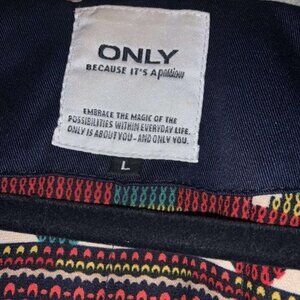 ONLY
BECAUSE IT'S A passion
EMBRACE THE MAGIC OF THE
POSSIBILITIES WITHIN EVERYDAY LIFE.
ONLY IS ABOUT YOU - AND ONLY YOU.
L